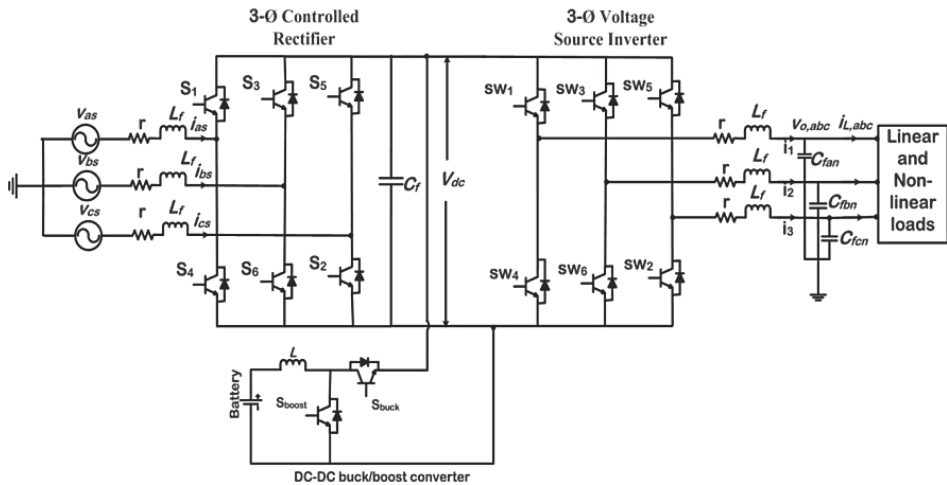 3-Ø Controlled
Rectifier
3-Ø Voltage
Source Inverter
S1
S3
S5
SW1
SW3
SW5
vas
r
Lf
ias
vbs
r
Lf
ibs
vcs
r
Lf
ics
Cf
Vdc
r
Lf
i1
vo,abc
iL,abc
Cfan
r
Lf
i2
Cfbn
r
Lf
i3
Cfcn
Linear
and
Non-
linear
loads
S4
S6
S2
SW4
SW6
SW2
L
Battery
+
Sboost
Sbuck
DC-DC buck/boost converter